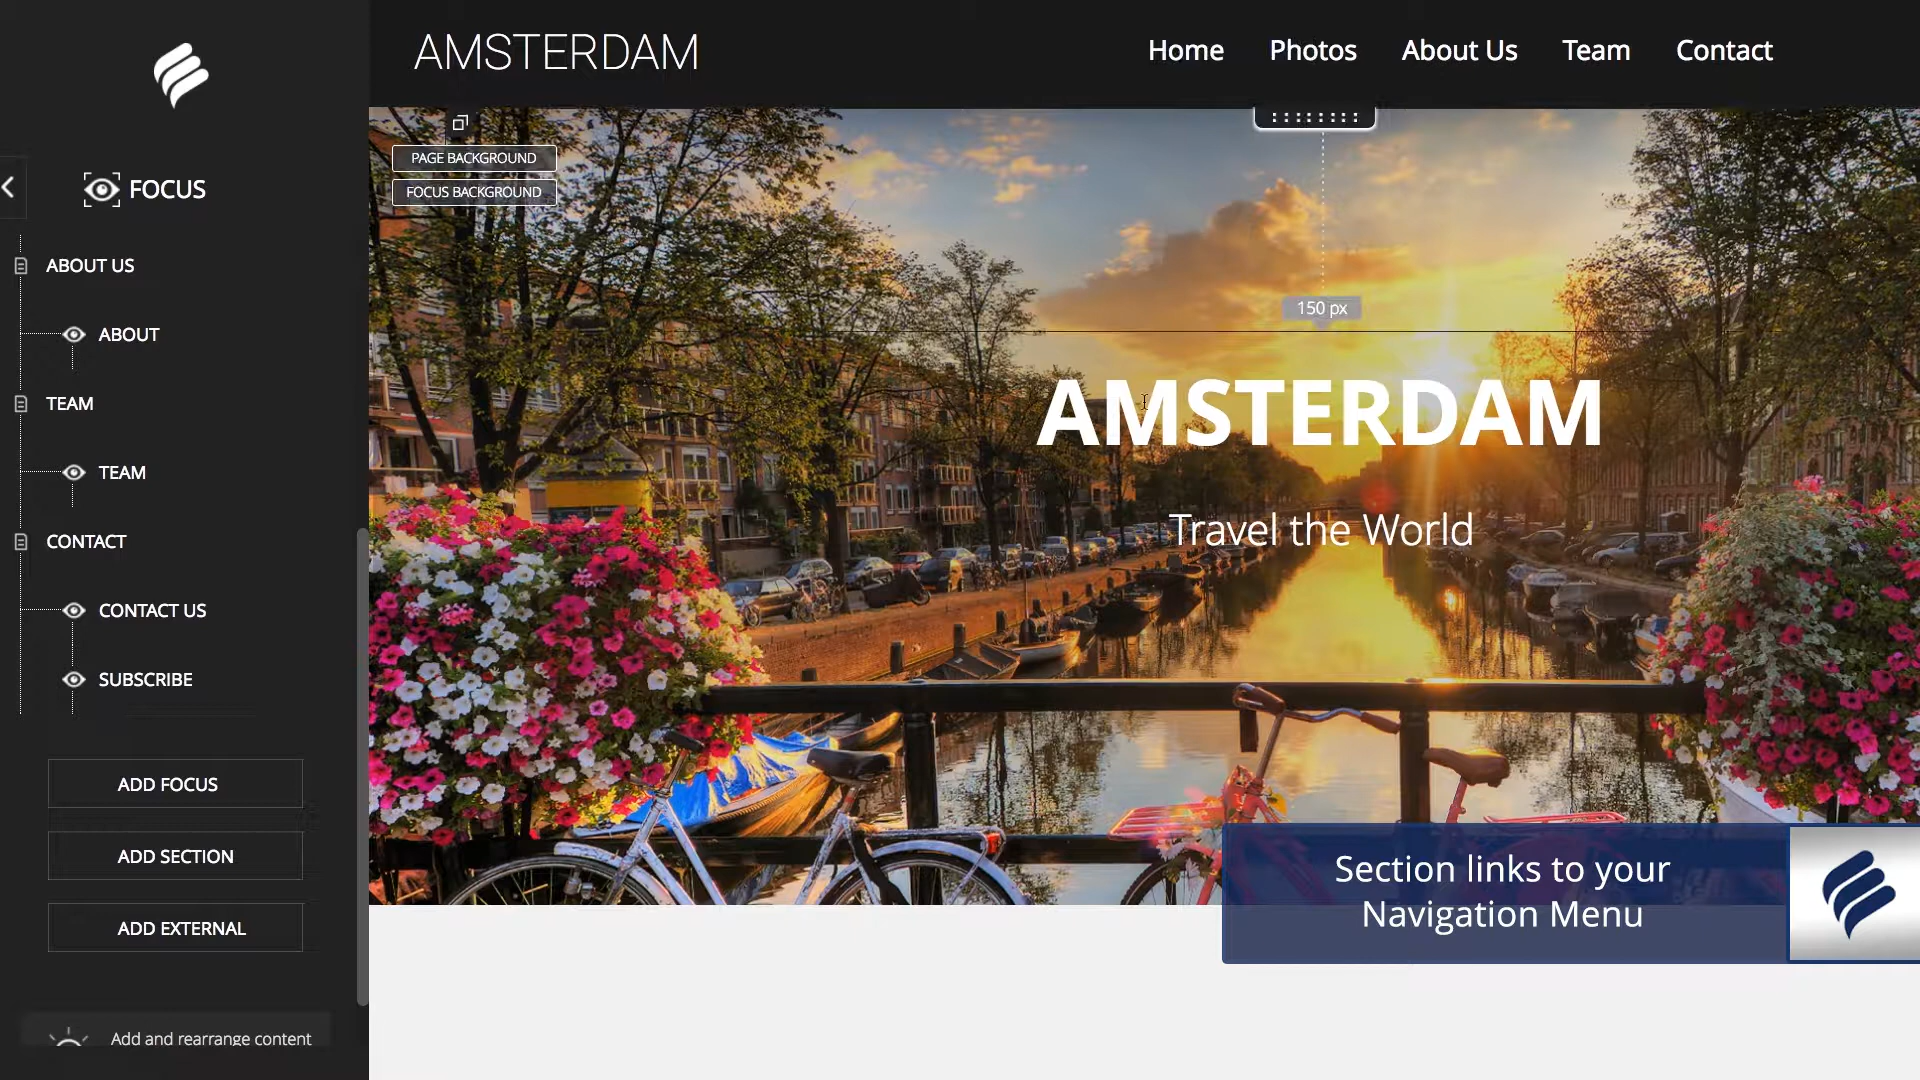 AMSTERDAM
Home
Photos
About Us
Team
Contact
FOCUS
ABOUT US
ABOUT
TEAM
TEAM
CONTACT
CONTACT US
SUBSCRIBE
ADD FOCUS
ADD SECTION
ADD EXTERNAL
Add and rearrange content
PAGE BACKGROUND
FOCUS BACKGROUND
150 px
AMSTERDAM
Travel the World
Section links to your
Navigation Menu